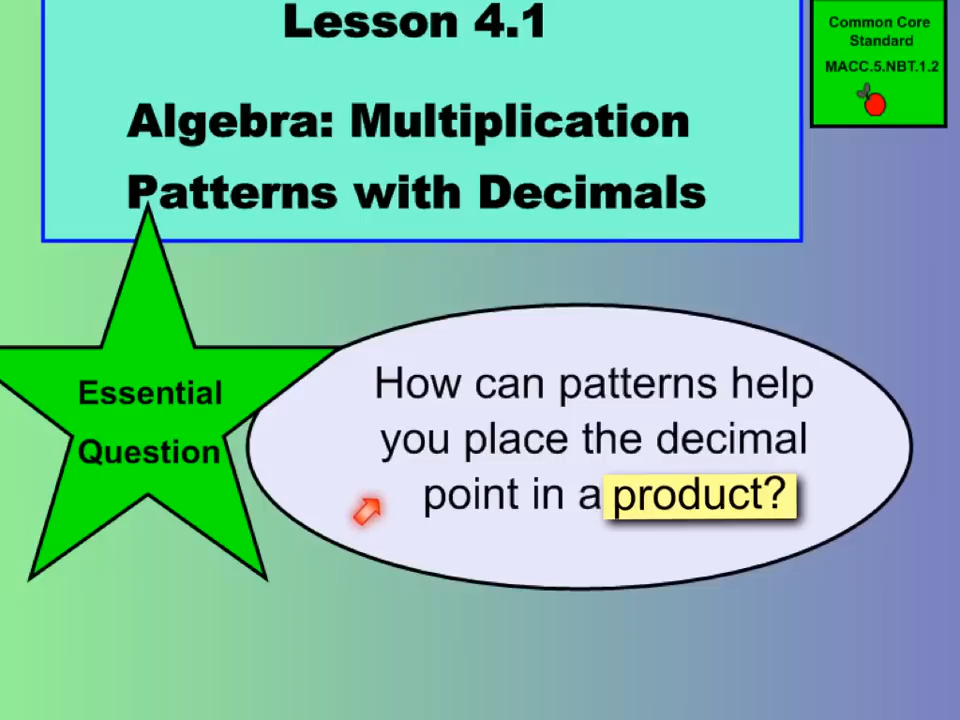 Lesson 4.1
Algebra: Multiplication
Patterns with Decimals
Common Core
Standard
MACC.5.NBT.1.2
Essential
Question
How can patterns help
you place the decimal
point in a product?